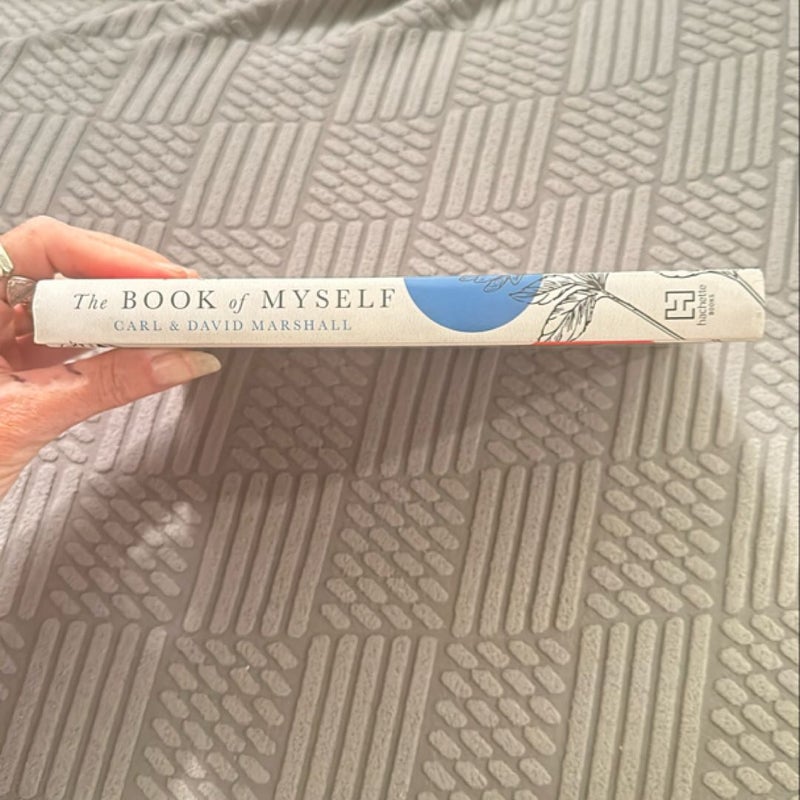 The BOOK of MYSELF
CARL & DAVID MARSHALL
hachette
BOOKS